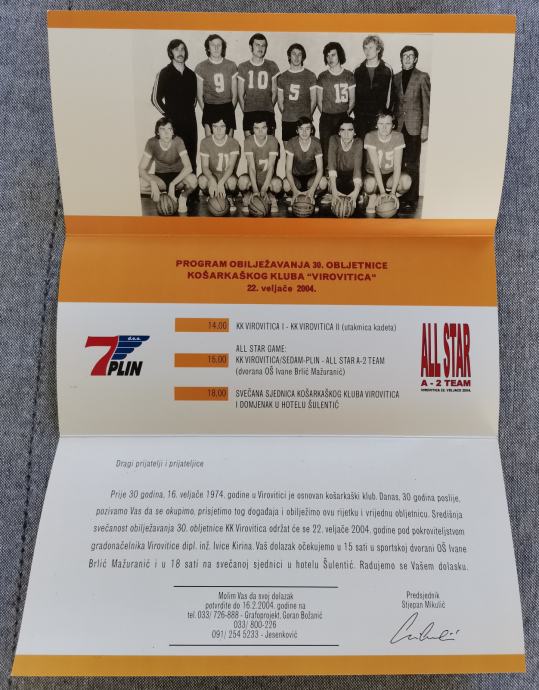 9
10
5
13
11
7
15
PROGRAM OBILJEŽAVANJA 30. OBLJETNICE
KOŠARKAŠKOG KLUBA "VIROVITICA"
22. veljače 2004.
14.00 KK VIROVITICA I - KK VIROVITICA II (utakmica kadeta)
ALL STAR GAME:
15.00 KK VIROVITICA/SEDAM-PLIN - ALL STAR A-2 TEAM
(dvorana OŠ Ivane Brlić Mažuranić)
18.00 SVEČANA SJEDNICA KOŠARKAŠKOG KLUBA VIROVITICA
I DOMJENAK U HOTELU ŠULENTIĆ
7 d.o.o.
PLIN
ALL STAR
A - 2 TEAM
VIROVITICA 22. VELJAČE 2004.
Dragi prijatelji i prijateljice
Prije 30 godina, 16. veljače 1974. godine u Virovitici je osnovan košarkaški klub. Danas, 30 godina poslije,
pozivamo Vas da se okupimo, prisjetimo tog događaja i obilježimo ovu rijetku i vrijednu obljetnicu. Središnja
svečanost obilježavanja 30. obljetnice KK Virovitica održat će se 22. veljače 2004. godine pod pokroviteljstvom
gradonačelnika Virovitice dipl. inž. Ivice Kirina. Vaš dolazak očekujemo u 15 sati u sportskoj dvorani OŠ Ivane
Brlić Mažuranić i u 18 sati na svečanoj sjednici u hotelu Šulentić. Radujemo se Vašem dolasku.
Molim Vas da svoj dolazak
potvrdite do 16.2.2004. godine na
tel. 033/ 726-888 - Grafoprojekt, Goran Božanić
033/ 800-226
091/ 254 5233 - Jesenković
Predsjednik
Stjepan Mikulić